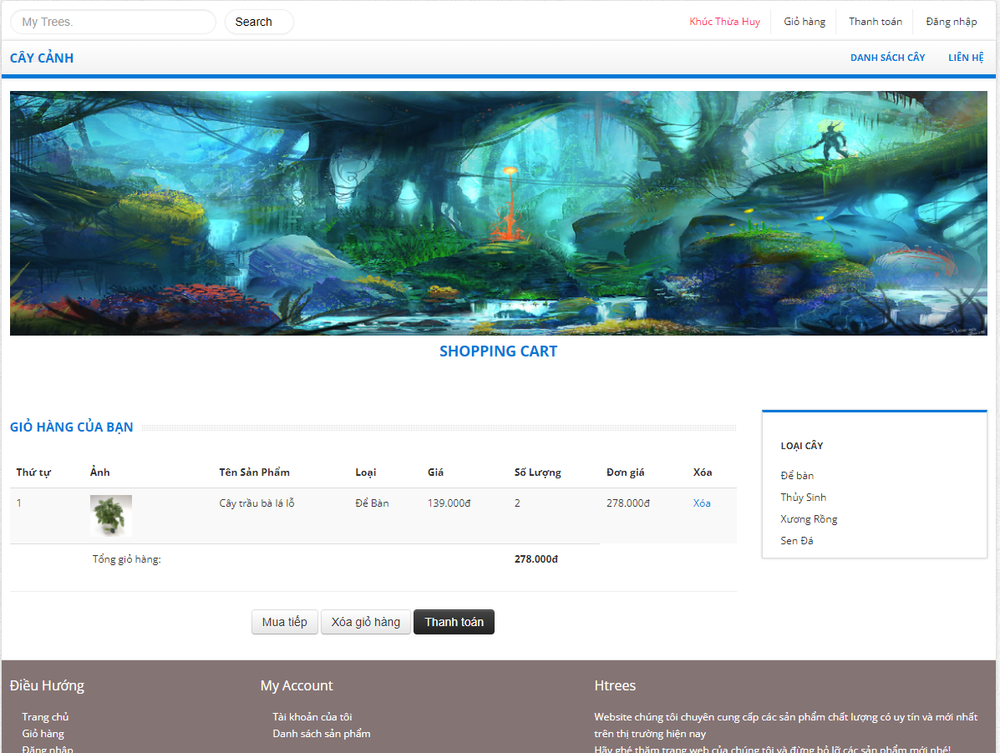 My Trees. Search Khúc Thừa Huy Giỏ hàng Thanh toán Đăng nhập
CÂY CẢNH DANH SÁCH CÂY LIÊN HỆ
SHOPPING CART
GIỎ HÀNG CỦA BẠN
Thứ tự Ảnh Tên Sản Phẩm Loại Giá Số Lượng Đơn giá Xóa
1 Cây trầu bà lá lỗ Để Bàn 139.000đ 2 278.000đ Xóa
Tổng giỏ hàng: 278.000đ
Mua tiếp Xóa giỏ hàng Thanh toán
LOẠI CÂY
Để bàn
Thủy Sinh
Xương Rồng
Sen Đá
Điều Hướng
Trang chủ
Giỏ hàng
Đăng nhập
My Account
Tài khoản của tôi
Danh sách sản phẩm
Htrees
Website chúng tôi chuyên cung cấp các sản phẩm chất lượng có uy tín và mới nhất
trên thị trường hiện nay
Hãy ghé thăm trang web của chúng tôi và đừng bỏ lỡ các sản phẩm mới nhé!